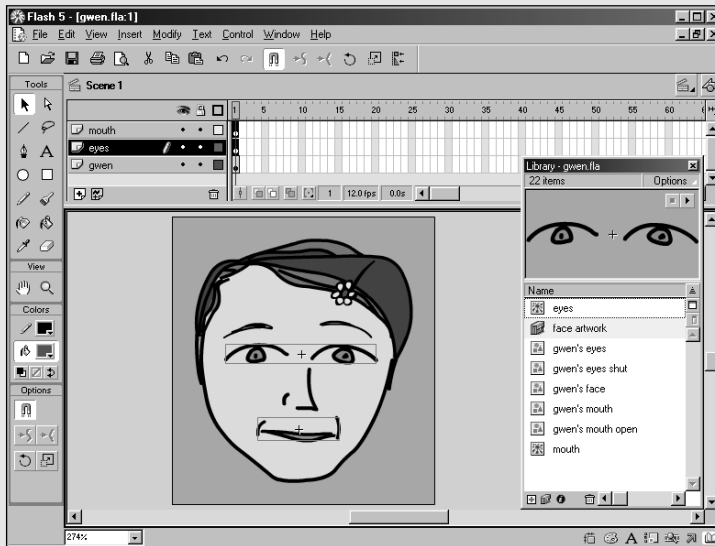 Flash 5 - [gwen.fla:1]
File Edit View Insert Modify Text Control Window Help
Tools
Scene 1
1 5 10 15 20 25 30 35 40 45 50 55 60
mouth
eyes
gwen
1 12.0 fps 0.0s
View
Colors
Options
274%
Library - gwen.fla
22 items Options
Name
eyes
face artwork
gwen's eyes
gwen's eyes shut
gwen's face
gwen's mouth
gwen's mouth open
mouth